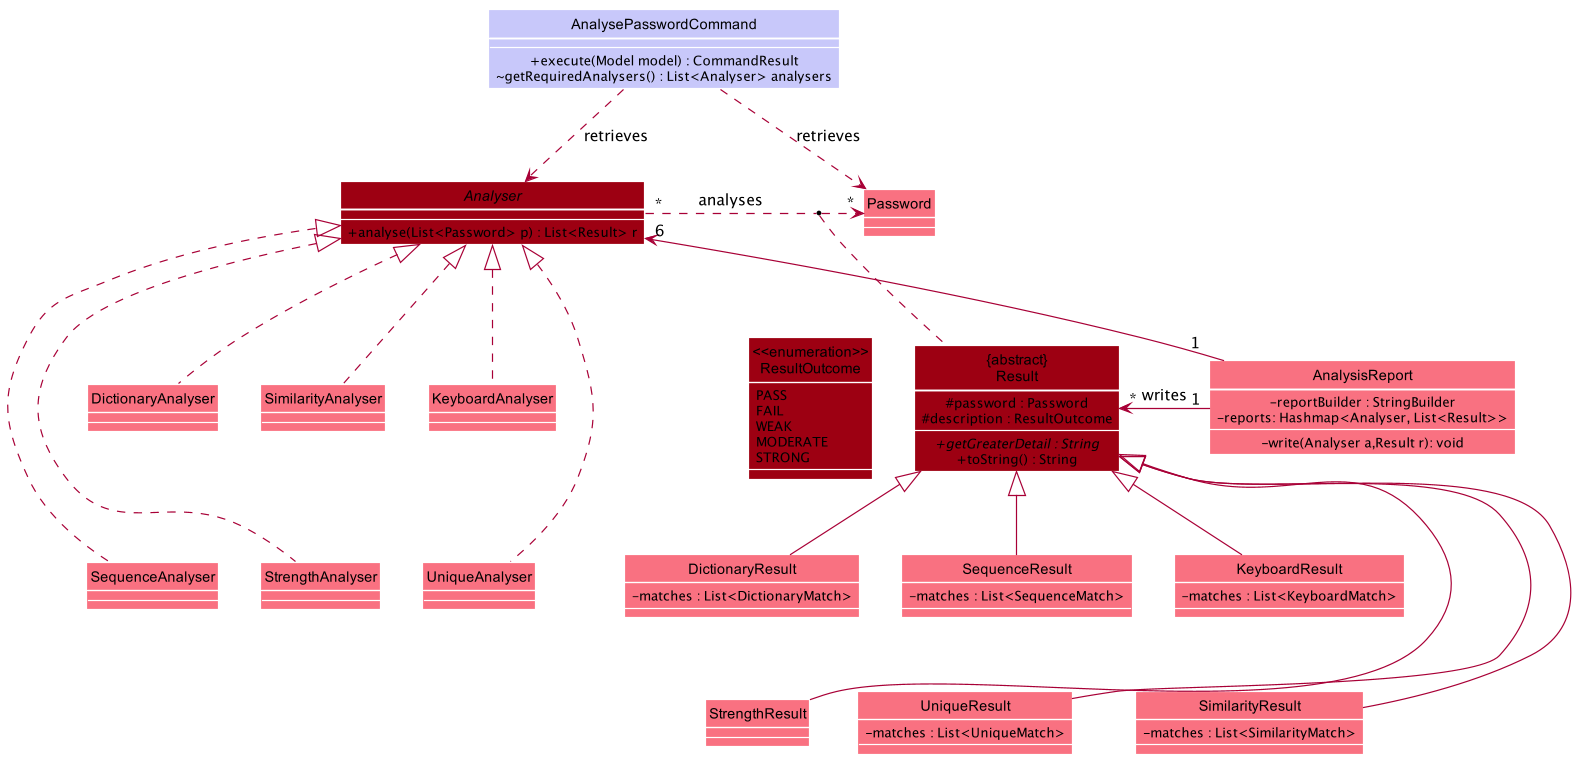 AnalysePasswordCommand
+execute(Model model) : CommandResult
~getRequiredAnalysers() : List<Analyser> analysers
retrieves
retrieves
Analyser
+analyse(List<Password> p) : List<Result> r
*
analyses
*
Password
6
1
<<enumeration>>
ResultOutcome
PASS
FAIL
WEAK
MODERATE
STRONG
{abstract}
Result
#password : Password
#description : ResultOutcome
+getGreaterDetail : String
+toString() : String
* writes 1
AnalysisReport
-reportBuilder : StringBuilder
-reports: Hashmap<Analyser, List<Result>>
-write(Analyser a,Result r): void
DictionaryAnalyser
SimilarityAnalyser
KeyboardAnalyser
SequenceAnalyser
StrengthAnalyser
UniqueAnalyser
DictionaryResult
-matches : List<DictionaryMatch>
SequenceResult
-matches : List<SequenceMatch>
KeyboardResult
-matches : List<KeyboardMatch>
StrengthResult
UniqueResult
-matches : List<UniqueMatch>
SimilarityResult
-matches : List<SimilarityMatch>